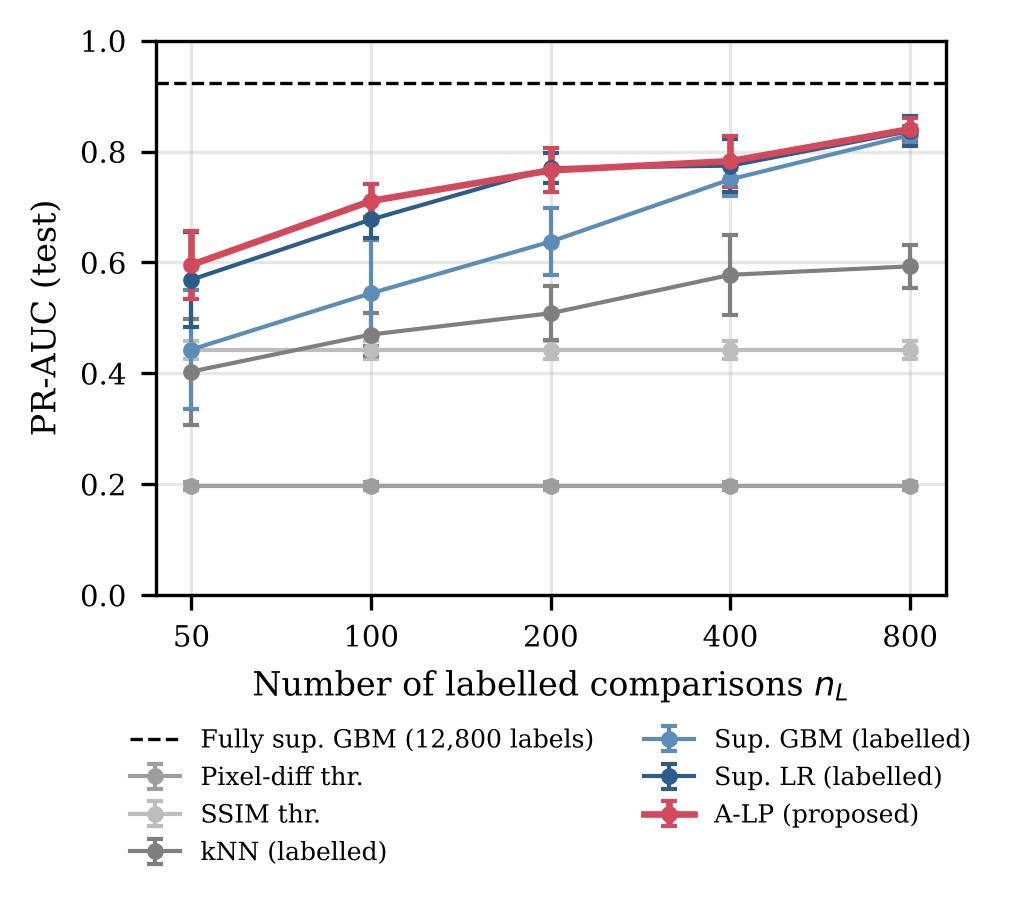 1.0
0.8
0.6
0.4
0.2
0.0
PR-AUC (test)
50 100 200 400 800
Number of labelled comparisons n_L
Fully sup. GBM (12,800 labels)
Pixel-diff thr.
SSIM thr.
kNN (labelled)
Sup. GBM (labelled)
Sup. LR (labelled)
A-LP (proposed)